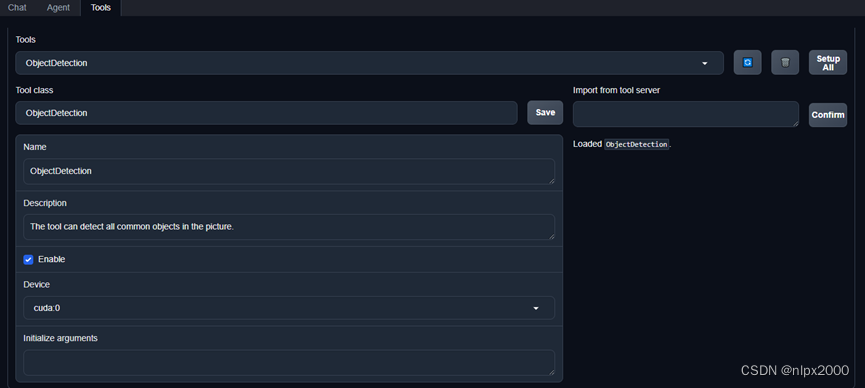 Chat Agent Tools
Tools
ObjectDetection
Setup
All
Tool class
ObjectDetection
Save
Import from tool server
Confirm
Loaded ObjectDetection.
Name
ObjectDetection
Description
The tool can detect all common objects in the picture.
Enable
Device
cuda:0
Initialize arguments
CSDN @nlpx2000